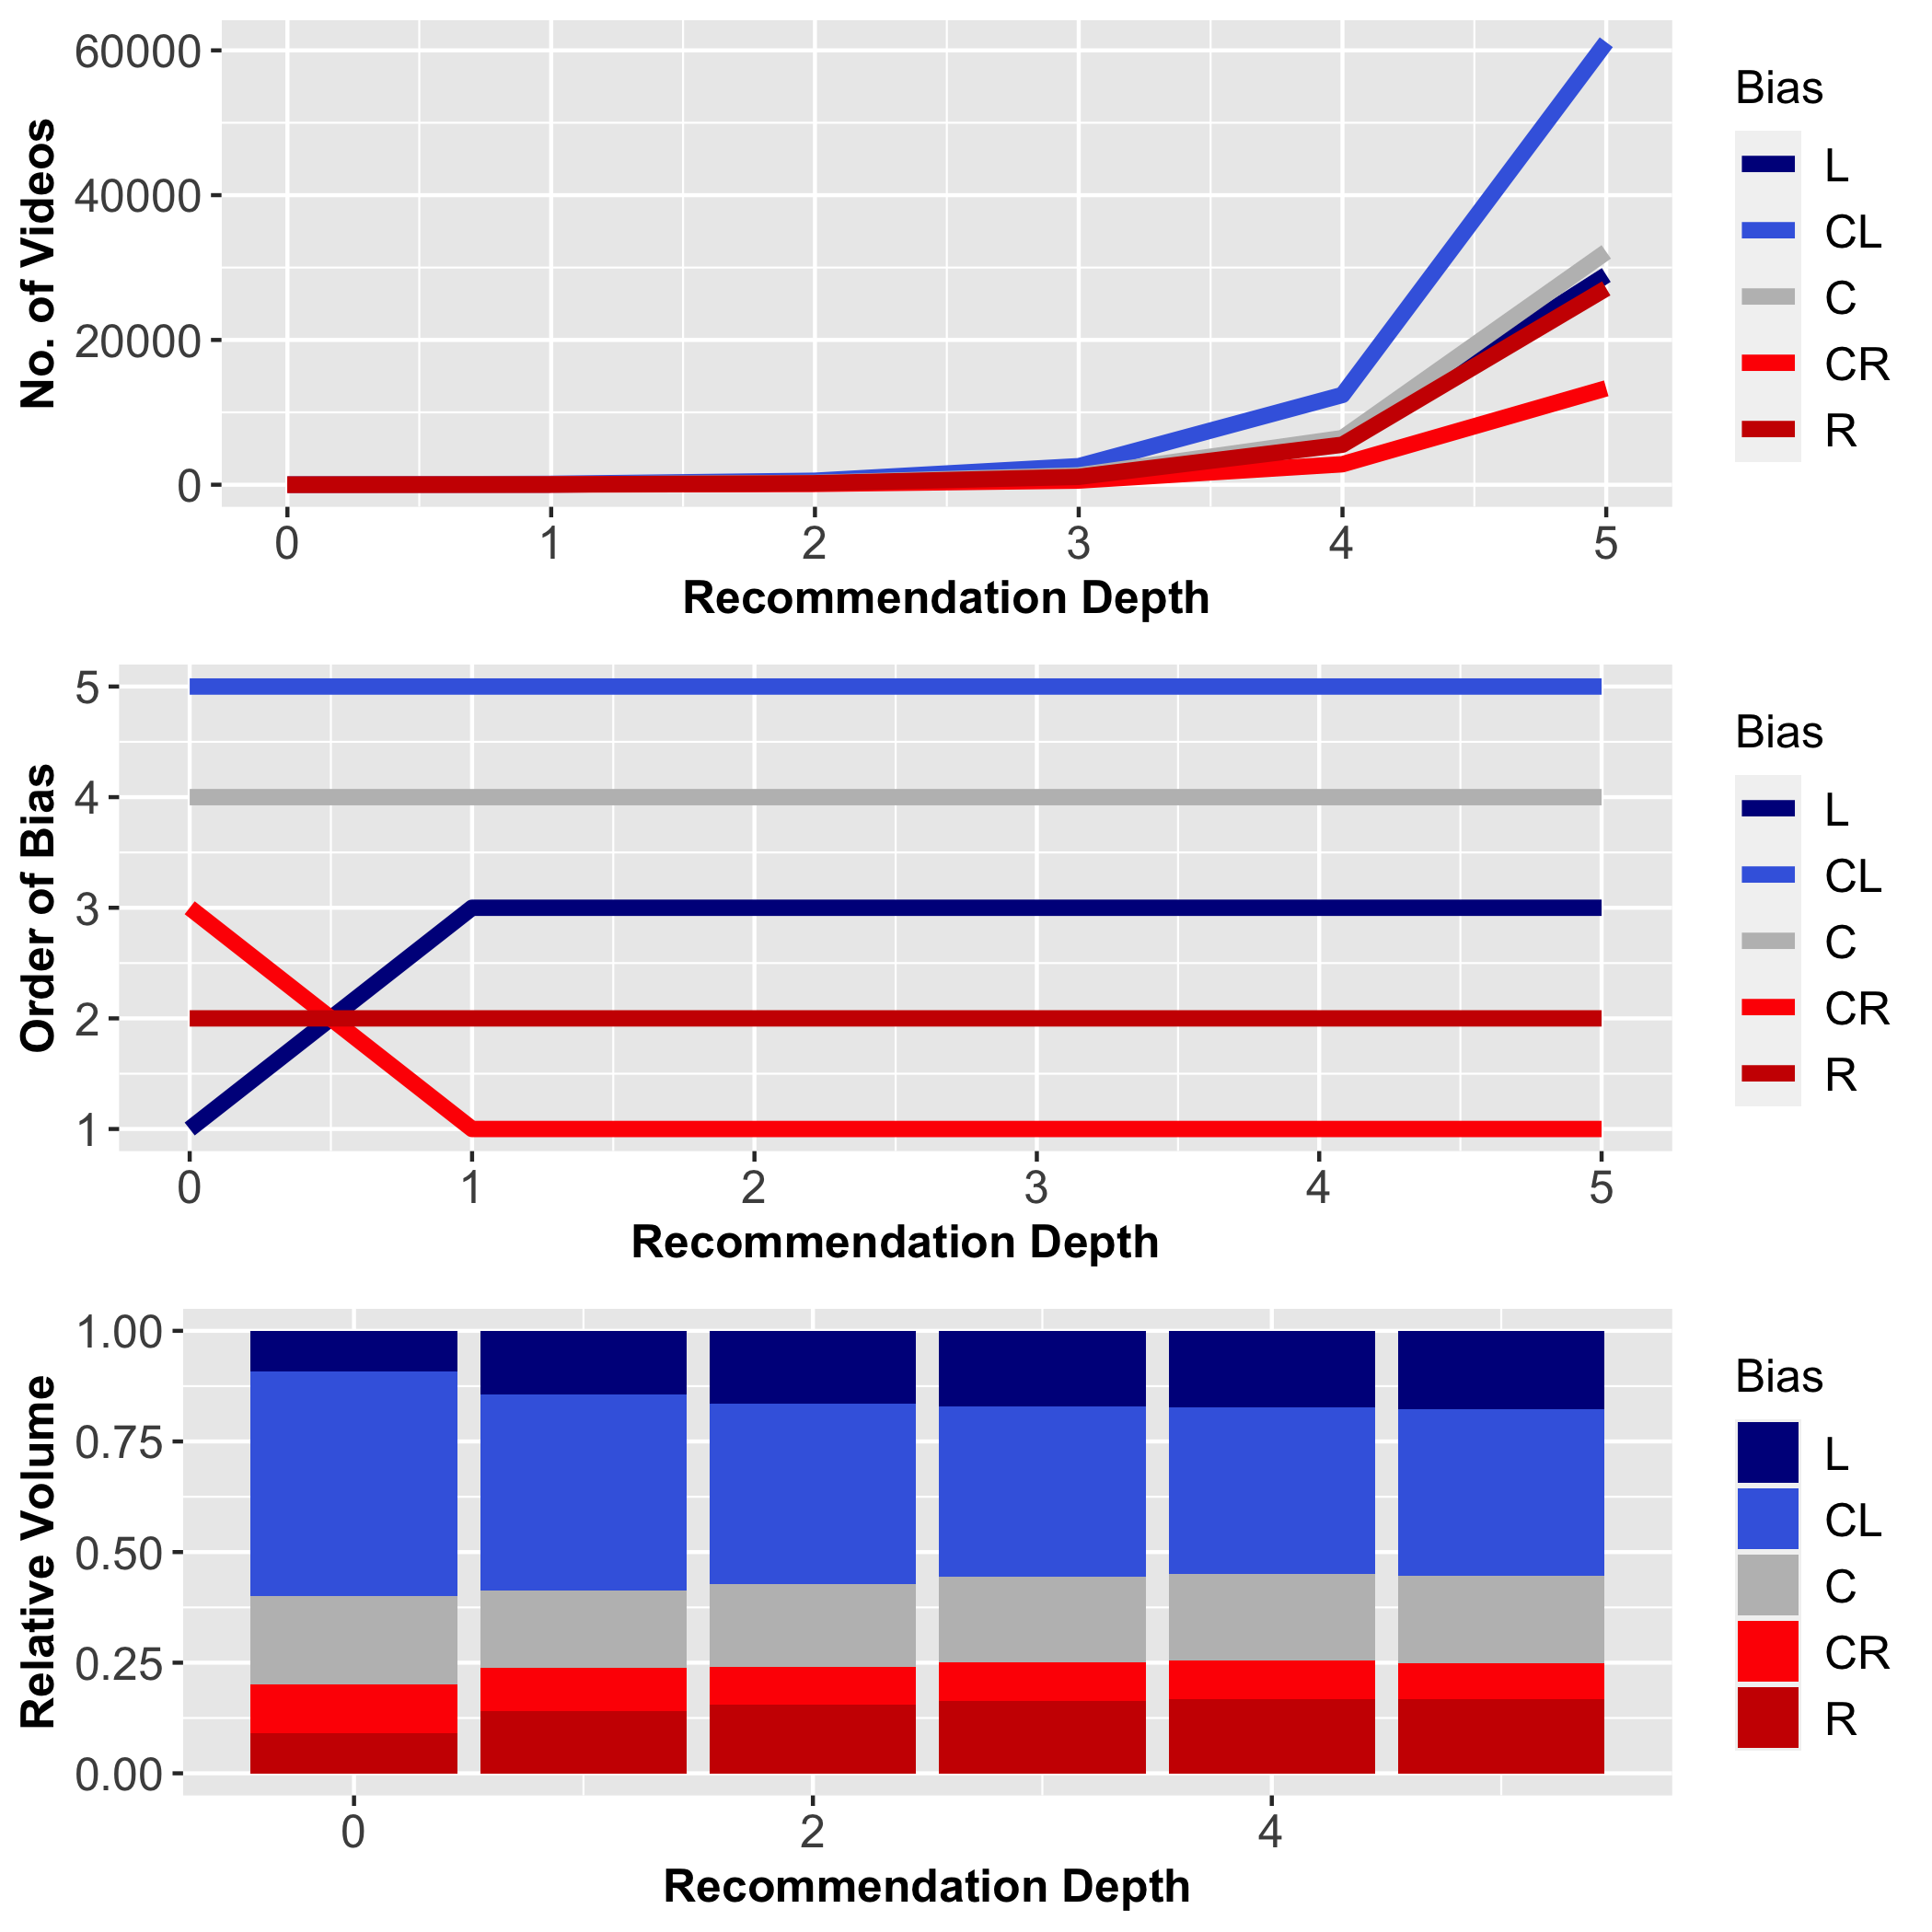 60000
40000
20000
0
No. of Videos
0 1 2 3 4 5
Recommendation Depth
Bias
L
CL
C
CR
R
5
4
3
2
1
Order of Bias
0 1 2 3 4 5
Recommendation Depth
Bias
L
CL
C
CR
R
1.00
0.75
0.50
0.25
0.00
Relative Volume
0 2 4
Recommendation Depth
Bias
L
CL
C
CR
R